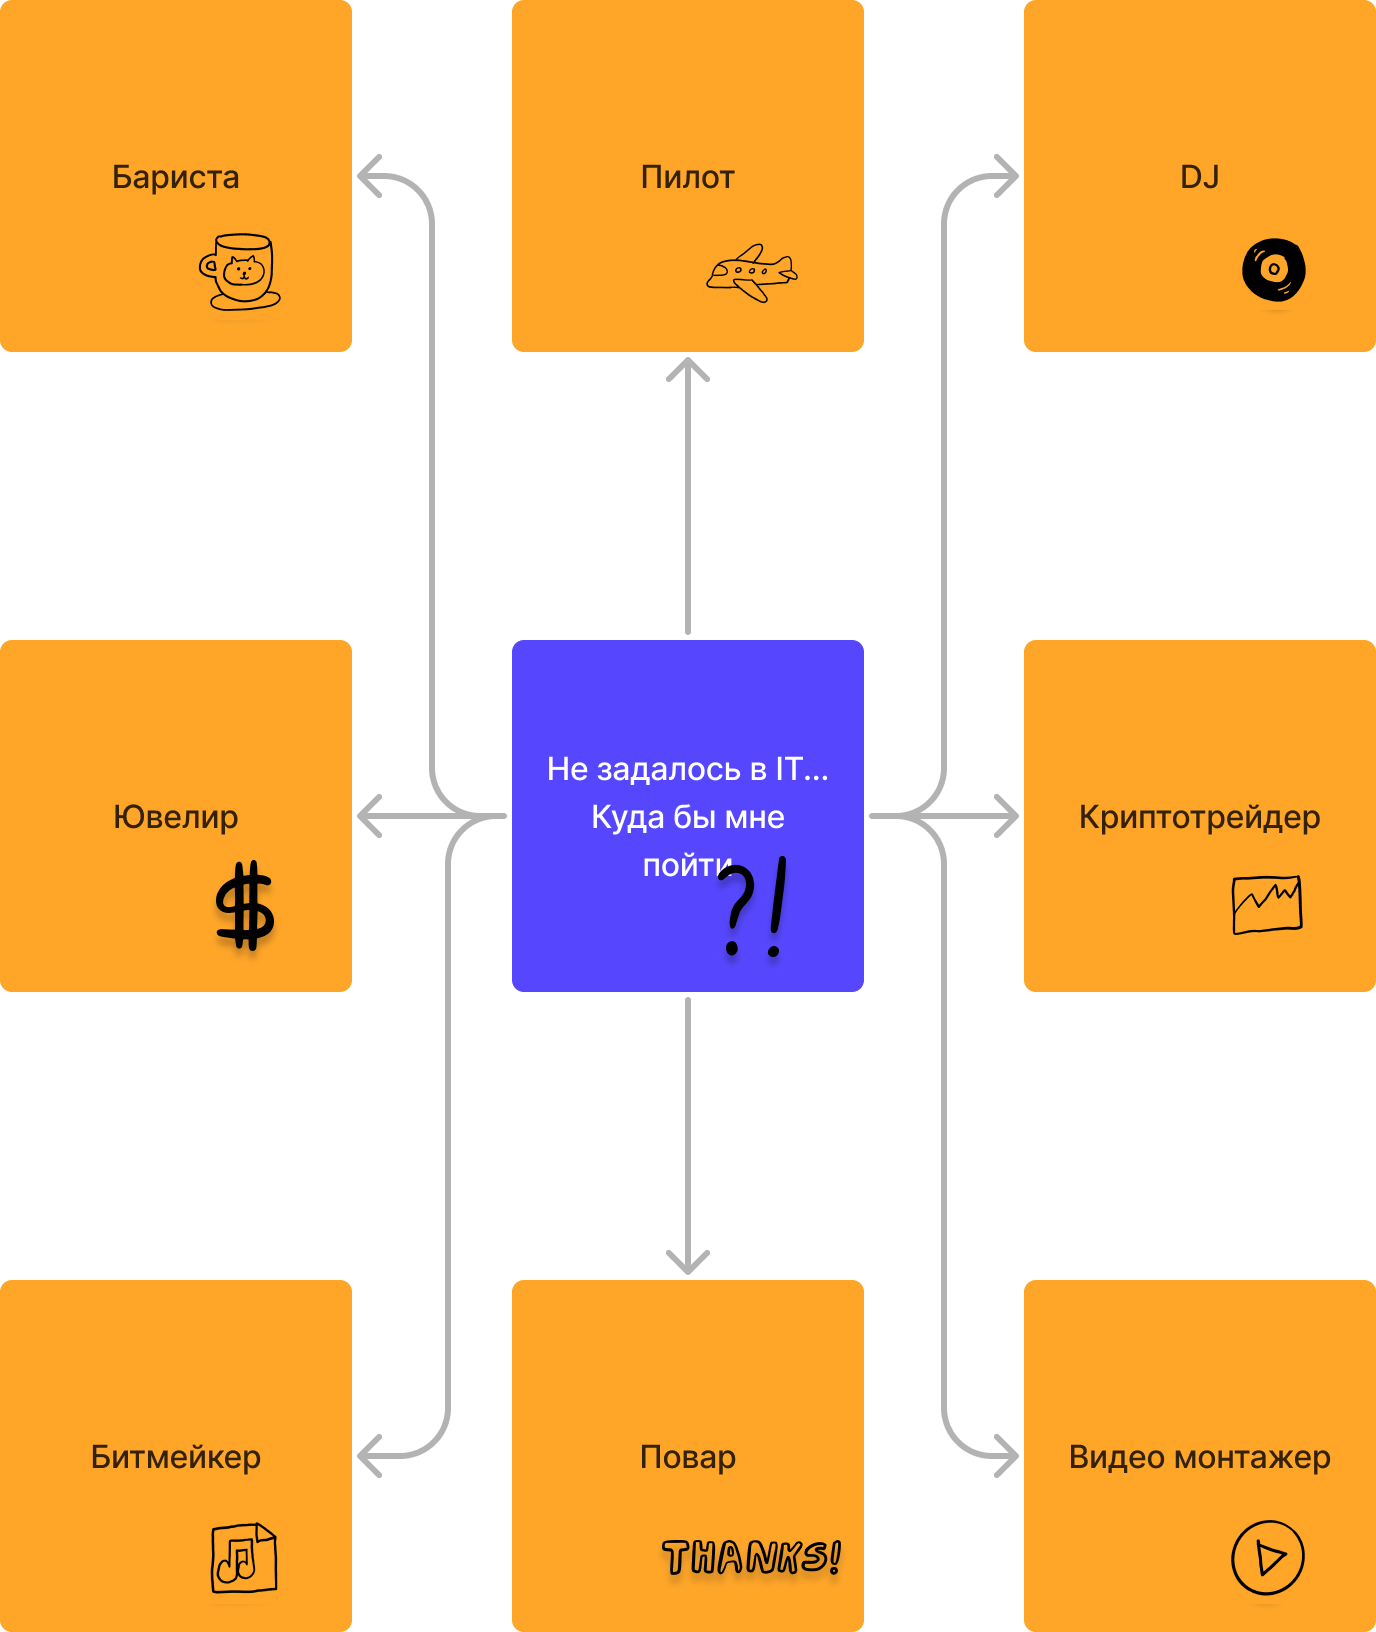 Бариста
Пилот
DJ
Ювелир
Не задалось в IT...
Куда бы мне
пойти
?!
$
Криптотрейдер
Битмейкер
Повар
THANKS!
Видео монтажер